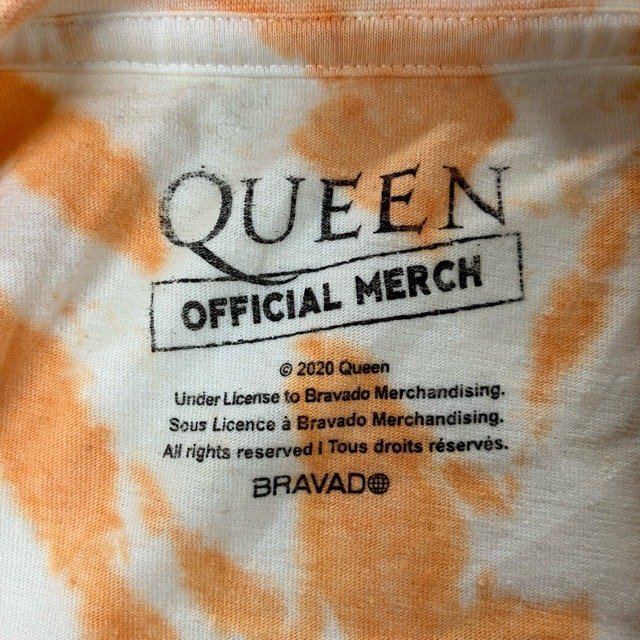 QUEEN
OFFICIAL MERCH
© 2020 Queen
Under License to Bravado Merchandising.
Sous Licence à Bravado Merchandising.
All rights reserved I Tous droits réservés.
BRAVADO